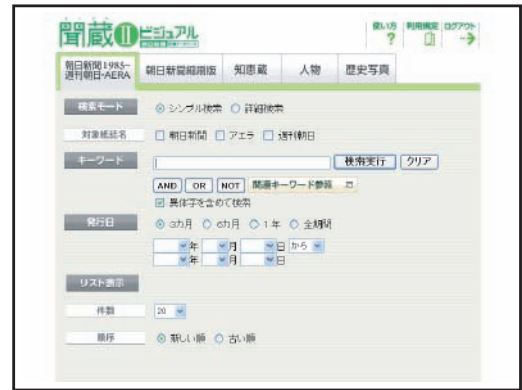 聞蔵Ⅱビジュアル
使い方 利用規定 ログアウト
朝日新聞1985~
週刊朝日・AERA
朝日新聞縮刷版 知恵蔵 人物 歴史写真
検索モード シンプル検索 詳細検索
対象紙誌名 朝日新聞 アエラ 週刊朝日
キーワード 検索実行 クリア
AND OR NOT 関連キーワード参照
異体字を含めて検索
発行日 3カ月 6カ月 1年 全期間
年 月 日 から
年 月 日
リスト表示
件数 20
順序 新しい順 古い順